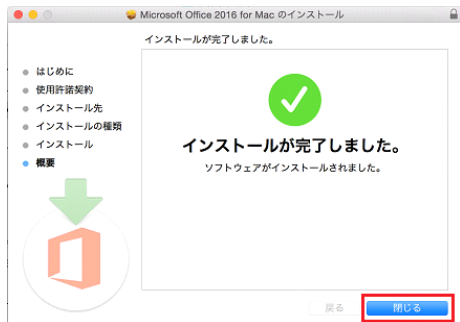 Microsoft Office 2016 for Mac のインストール
インストールが完了しました。
はじめに
使用許諾契約
インストール先
インストールの種類
インストール
概要
インストールが完了しました。
ソフトウェアがインストールされました。
戻る
閉じる